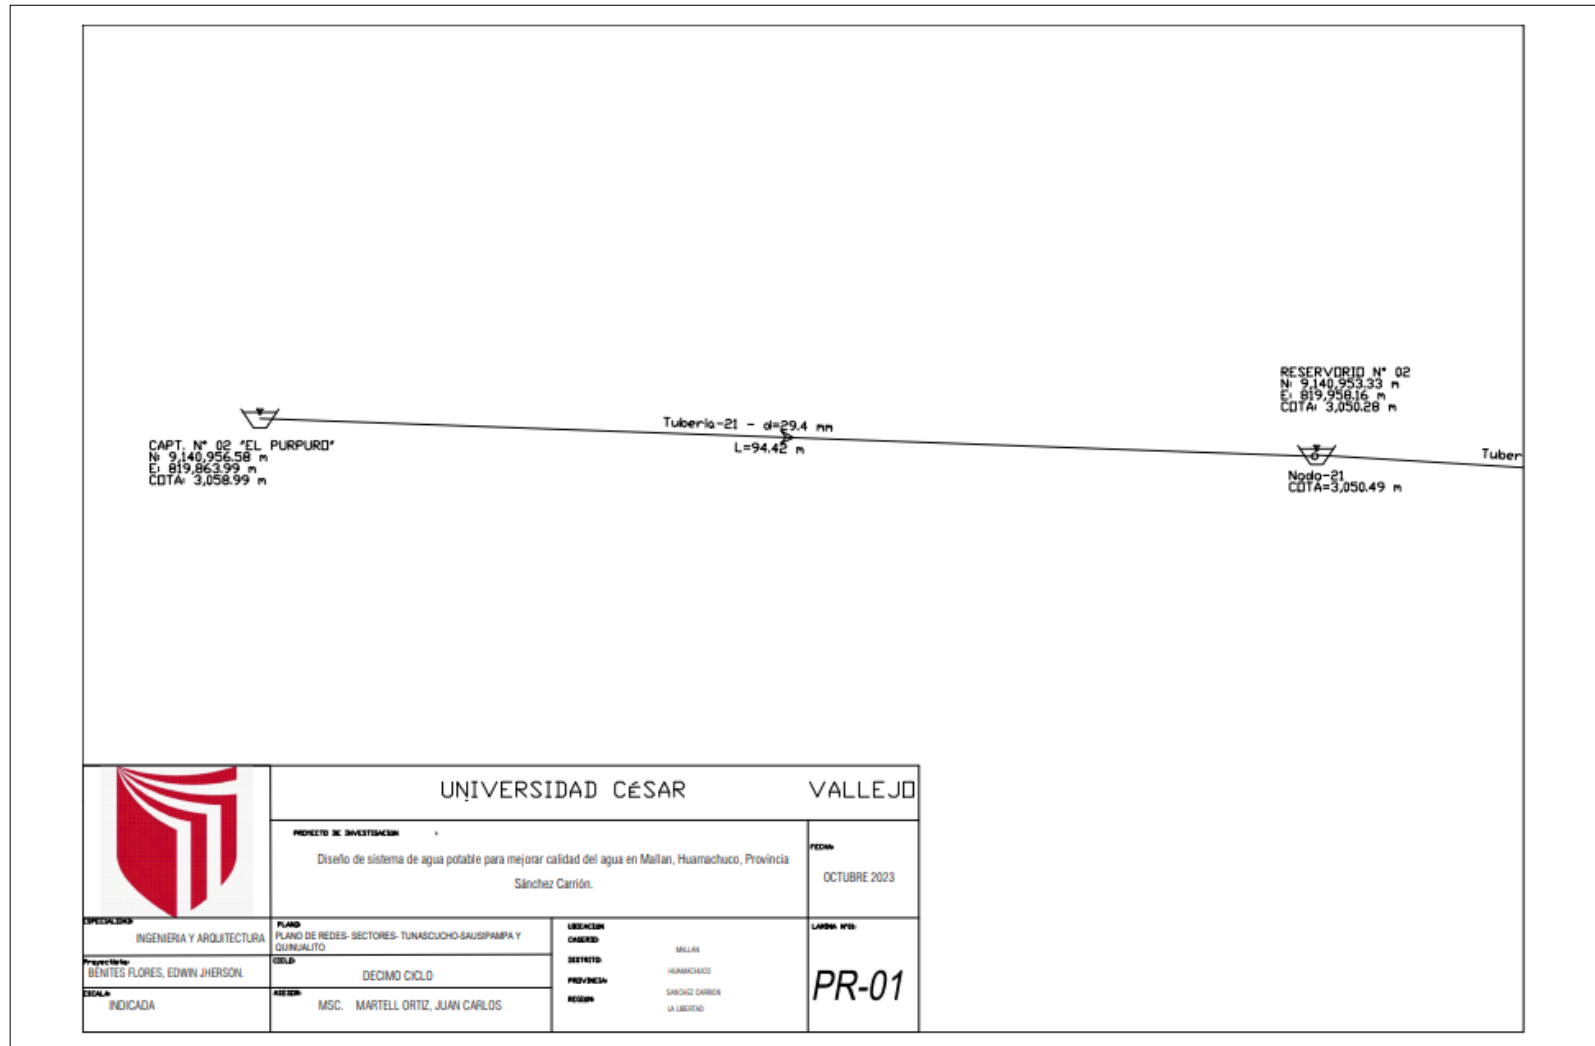 RESERVORIO N° 02
N: 9,140,953.33 m
E: 819,958.16 m
COTA: 3,050.28 m
Tubería-21 - d=29.4 mm
L=94.42 m
CAPT. N° 02 "EL PURPURO"
N: 9,140,956.58 m
E: 819,863.99 m
COTA: 3,058.99 m
Tuber
Nodo-21
COTA=3,050.49 m
UNIVERSIDAD CÉSAR VALLEJO
PROYECTO DE INVESTIGACION :
Diseño de sistema de agua potable para mejorar calidad del agua en Mallan, Huamachuco, Provincia
Sánchez Carrión.
FECHA:
OCTUBRE 2023
ESPECIALIDAD:
INGENIERIA Y ARQUITECTURA
PLANO:
PLANO DE REDES- SECTORES- TUNASCUCHO-SAUSIPAMPA Y
QUINUALITO
Proyectista:
BENITES FLORES, EDWIN JHERSON.
CICLO:
DECIMO CICLO
ESCALA:
INDICADA
ASESOR:
MSC. MARTELL ORTIZ, JUAN CARLOS
UBICACION
CASERIO:
MALLAN
DISTRITO:
HUAMACHUCO
PROVINCIA:
SANCHEZ CARRION
REGION:
LA LIBERTAD
LAMINA Nº01:
PR-01